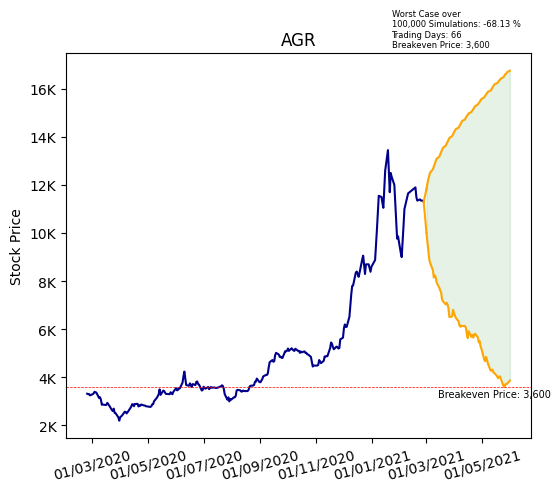 Worst Case over
100,000 Simulations: -68.13 %
Trading Days: 66
Breakeven Price: 3,600
AGR
Stock Price
16K
14K
12K
10K
8K
6K
4K
2K
Breakeven Price: 3,600
01/03/2020
01/05/2020
01/07/2020
01/09/2020
01/11/2020
01/01/2021
01/03/2021
01/05/2021